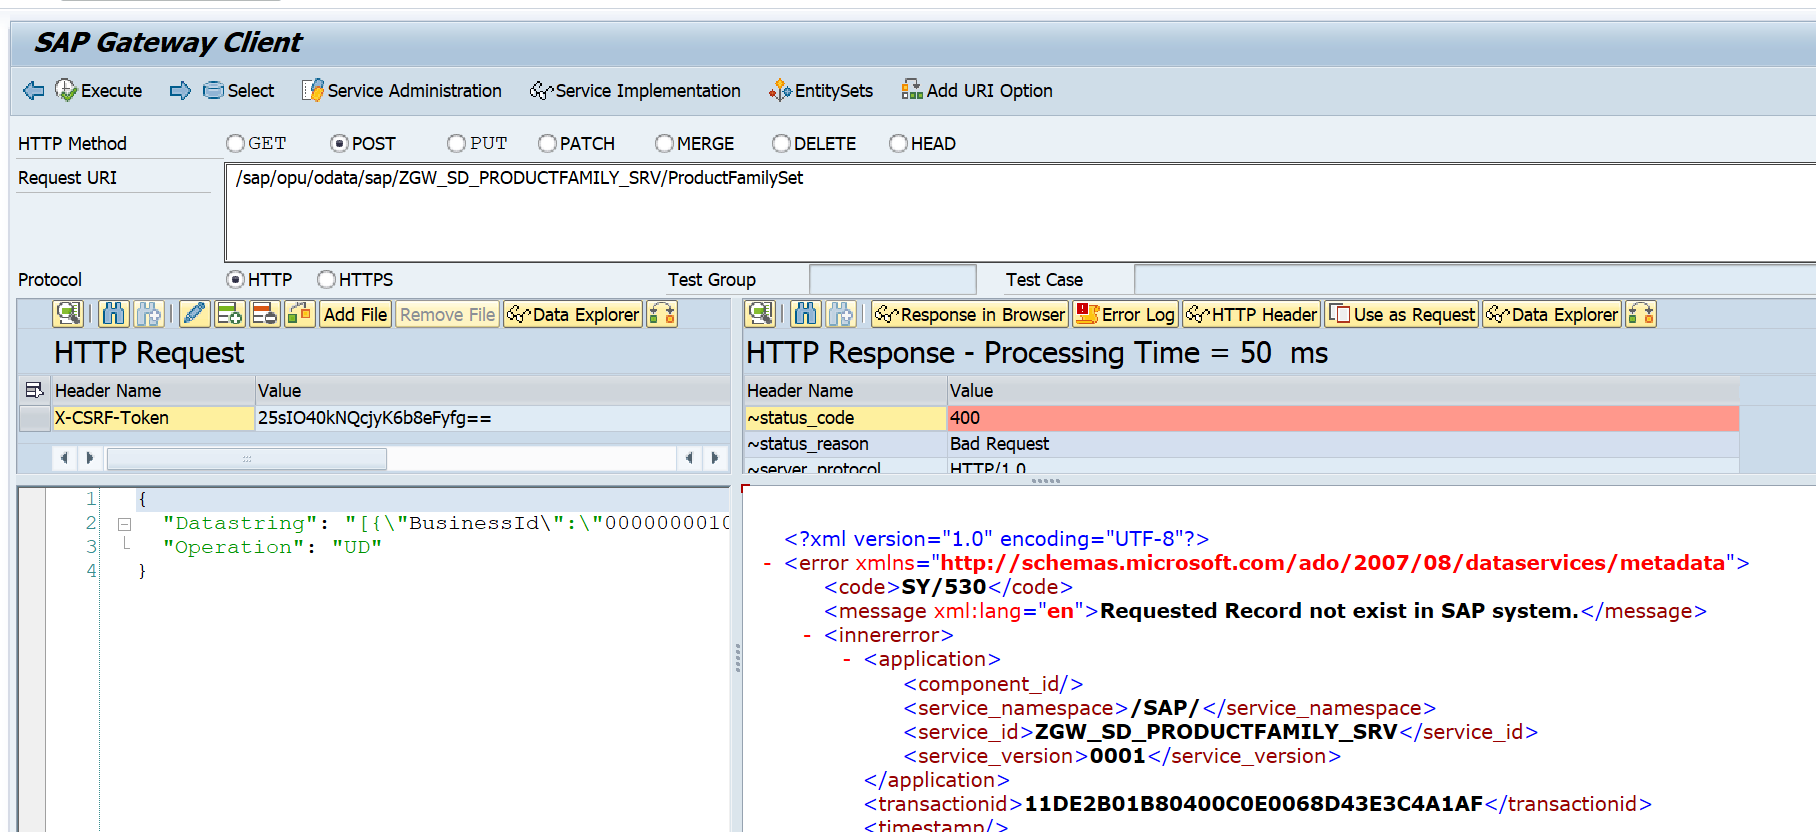 SAP Gateway Client
Execute Select Service Administration Service Implementation EntitySets Add URI Option
HTTP Method GET POST PUT PATCH MERGE DELETE HEAD
Request URI /sap/opu/odata/sap/ZGW_SD_PRODUCTFAMILY_SRV/ProductFamilySet
Protocol HTTP HTTPS Test Group Test Case
Add File Remove File Data Explorer
HTTP Request
Header Name Value
X-CSRF-Token 25sIO40kNQcjyK6b8eFyfg==
1 {
2 "Datastring": "[{\"BusinessId\":\"0000000010
3 "Operation": "UD"
4 }
Response in Browser Error Log HTTP Header Use as Request Data Explorer
HTTP Response - Processing Time = 50 ms
Header Name Value
~status_code 400
~status_reason Bad Request
~server_protocol HTTP/1.0
<?xml version="1.0" encoding="UTF-8"?>
- <error xmlns="http://schemas.microsoft.com/ado/2007/08/dataservices/metadata">
<code>SY/530</code>
<message xml:lang="en">Requested Record not exist in SAP system.</message>
- <innererror>
- <application>
<component_id/>
<service_namespace>/SAP/</service_namespace>
<service_id>ZGW_SD_PRODUCTFAMILY_SRV</service_id>
<service_version>0001</service_version>
</application>
<transactionid>11DE2B01B80400C0E0068D43E3C4A1AF</transactionid>
<timestamp/>